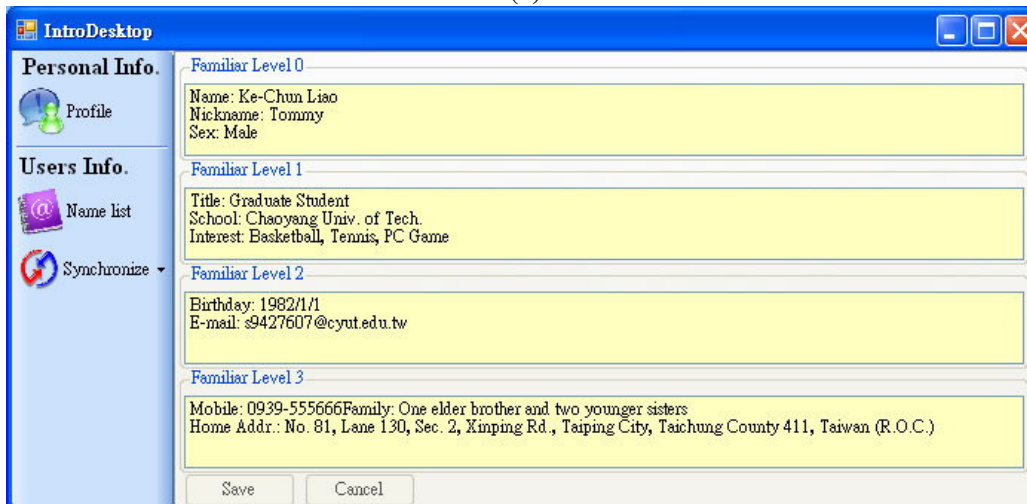 IntroDesktop
Personal Info.
Profile
Users Info.
Name list
Synchronize
Familiar Level 0
Name: Ke-Chun Liao
Nickname: Tommy
Sex: Male
Familiar Level 1
Title: Graduate Student
School: Chaoyang Univ. of Tech.
Interest: Basketball, Tennis, PC Game
Familiar Level 2
Birthday: 1982/1/1
E-mail: s9427607@cyut.edu.tw
Familiar Level 3
Mobile: 0939-555666Family: One elder brother and two younger sisters
Home Addr.: No. 81, Lane 130, Sec. 2, Xinping Rd., Taiping City, Taichung County 411, Taiwan (R.O.C.)
Save
Cancel